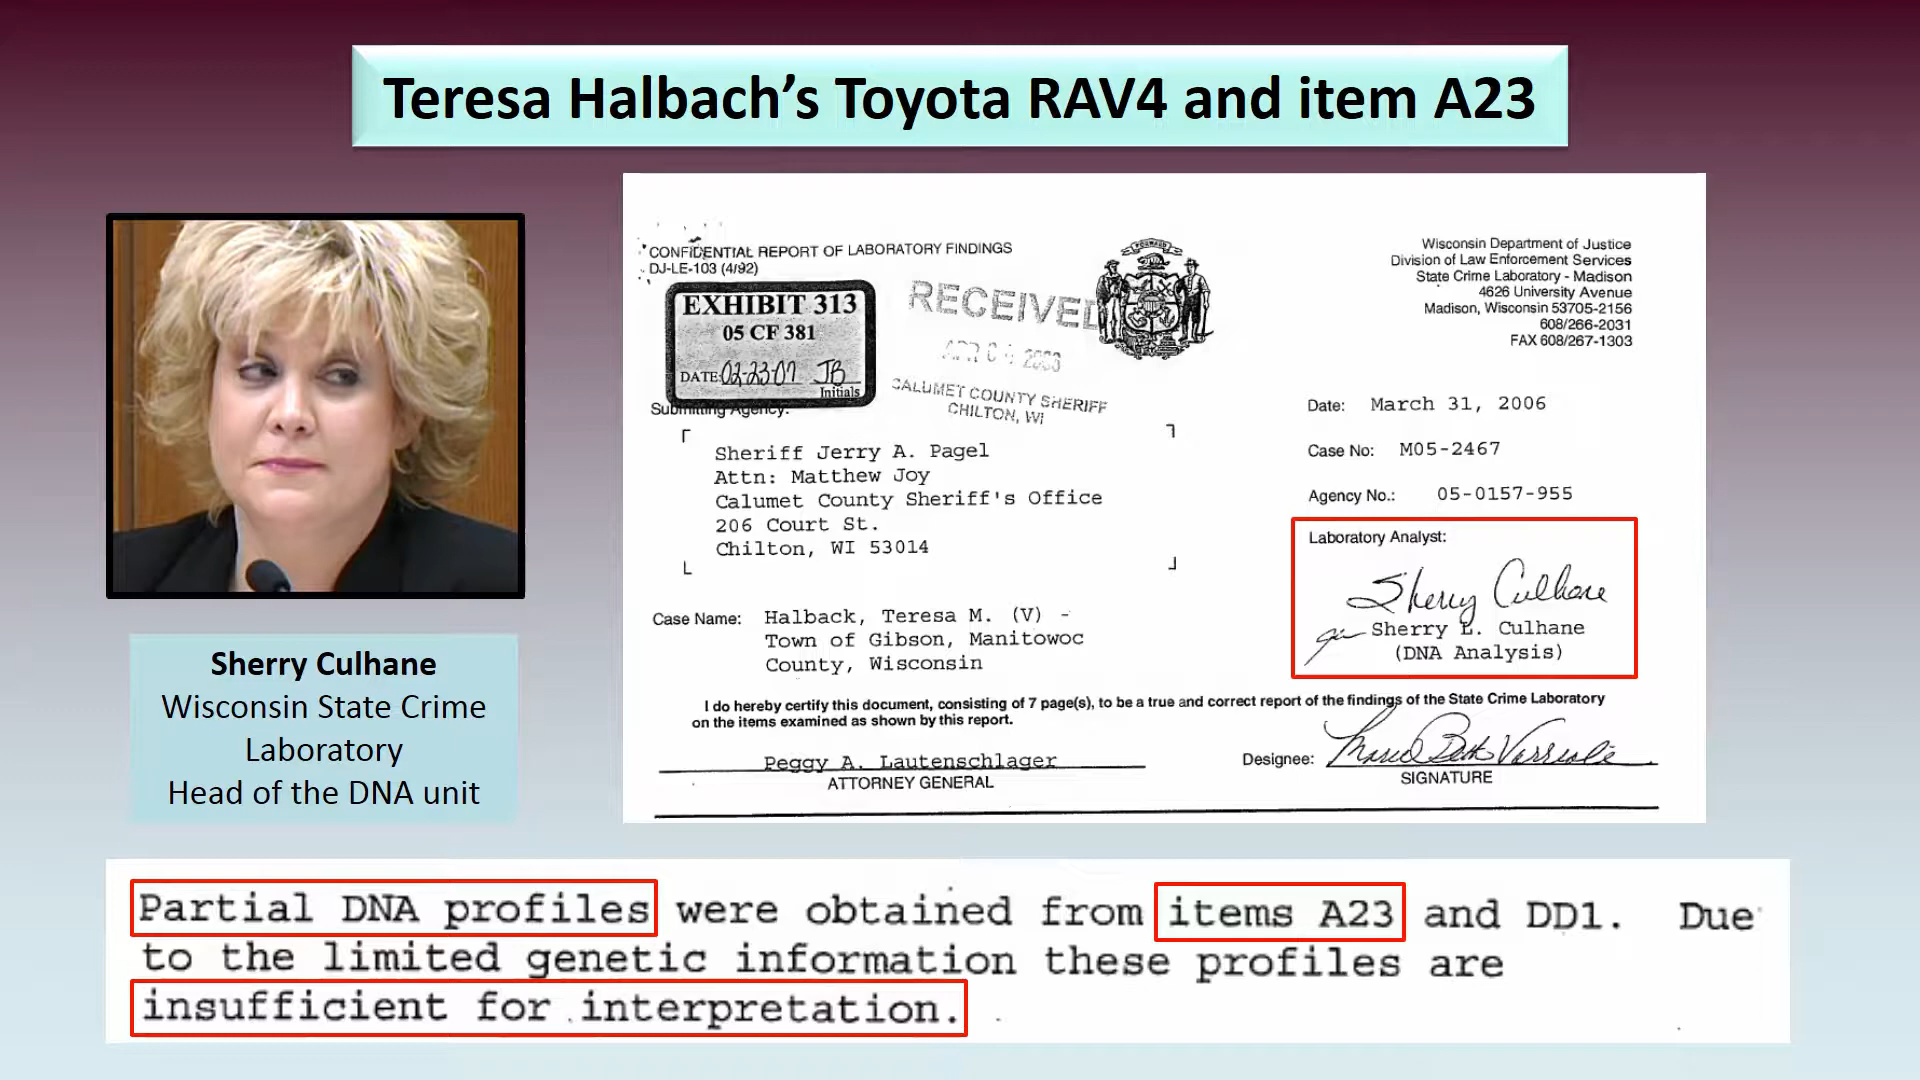 Teresa Halbach’s Toyota RAV4 and item A23
CONFIDENTIAL REPORT OF LABORATORY FINDINGS
DJ-LE-103 (4/92)
EXHIBIT 313
05 CF 381
DATE: 02-23-07 JB
Initials
RECEIVED
APR 2006
CALUMET COUNTY SHERIFF
CHILTON, WI
FORWARD
Wisconsin Department of Justice
Division of Law Enforcement Services
State Crime Laboratory - Madison
4626 University Avenue
Madison, Wisconsin 53705-2156
608/266-2031
FAX 608/267-1303
Submitting Agency:
Sheriff Jerry A. Pagel
Attn: Matthew Joy
Calumet County Sheriff's Office
206 Court St.
Chilton, WI 53014
Date: March 31, 2006
Case No: M05-2467
Agency No.: 05-0157-955
Laboratory Analyst:
Sherry Culhane
Sherry L. Culhane
(DNA Analysis)
Case Name: Halback, Teresa M. (V) -
Town of Gibson, Manitowoc
County, Wisconsin
I do hereby certify this document, consisting of 7 page(s), to be a true and correct report of the findings of the State Crime Laboratory
on the items examined as shown by this report.
Peggy A. Lautenschlager
ATTORNEY GENERAL
Designee:
SIGNATURE
Sherry Culhane
Wisconsin State Crime
Laboratory
Head of the DNA unit
Partial DNA profiles were obtained from items A23 and DD1. Due
to the limited genetic information these profiles are
insufficient for interpretation.